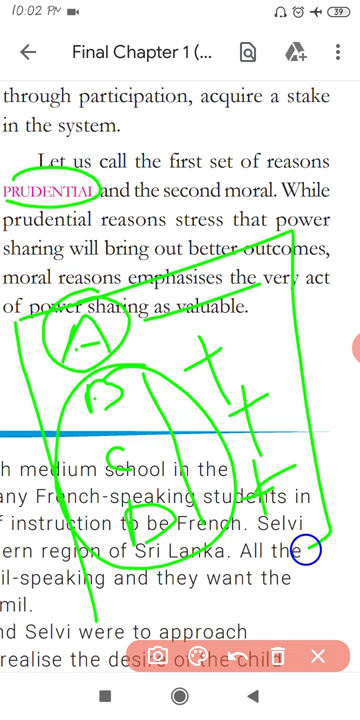 10:02 PM
39
Final Chapter 1 (...
through participation, acquire a stake
in the system.
Let us call the first set of reasons
PRUDENTIAL and the second moral. While
prudential reasons stress that power
sharing will bring out better outcomes,
moral reasons emphasises the very act
of power sharing as valuable.
A
B
C
D
h medium school in the
any French-speaking students in
f instruction to be French. Selvi
ern region of Sri Lanka. All the
il-speaking and they want the
mil.
nd Selvi were to approach
realise the desire of the child